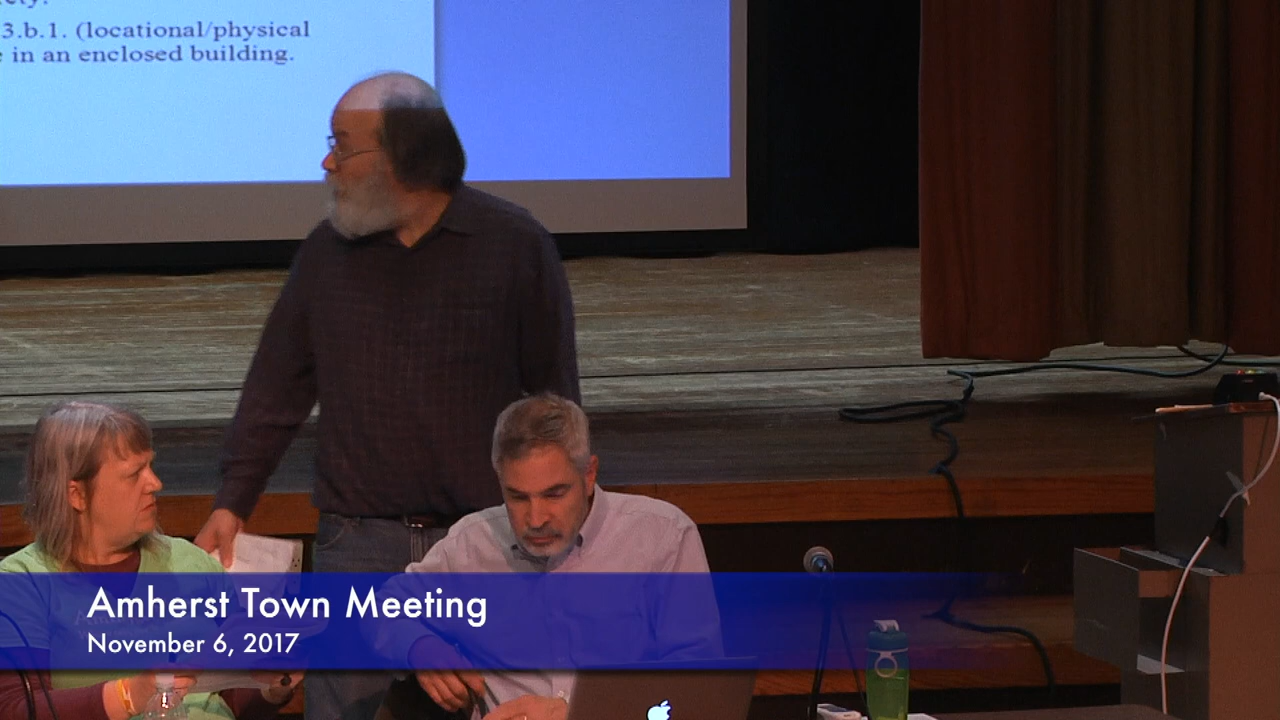 3.b.1. (locational/physical
in an enclosed building.
Amherst Town Meeting
November 6, 2017